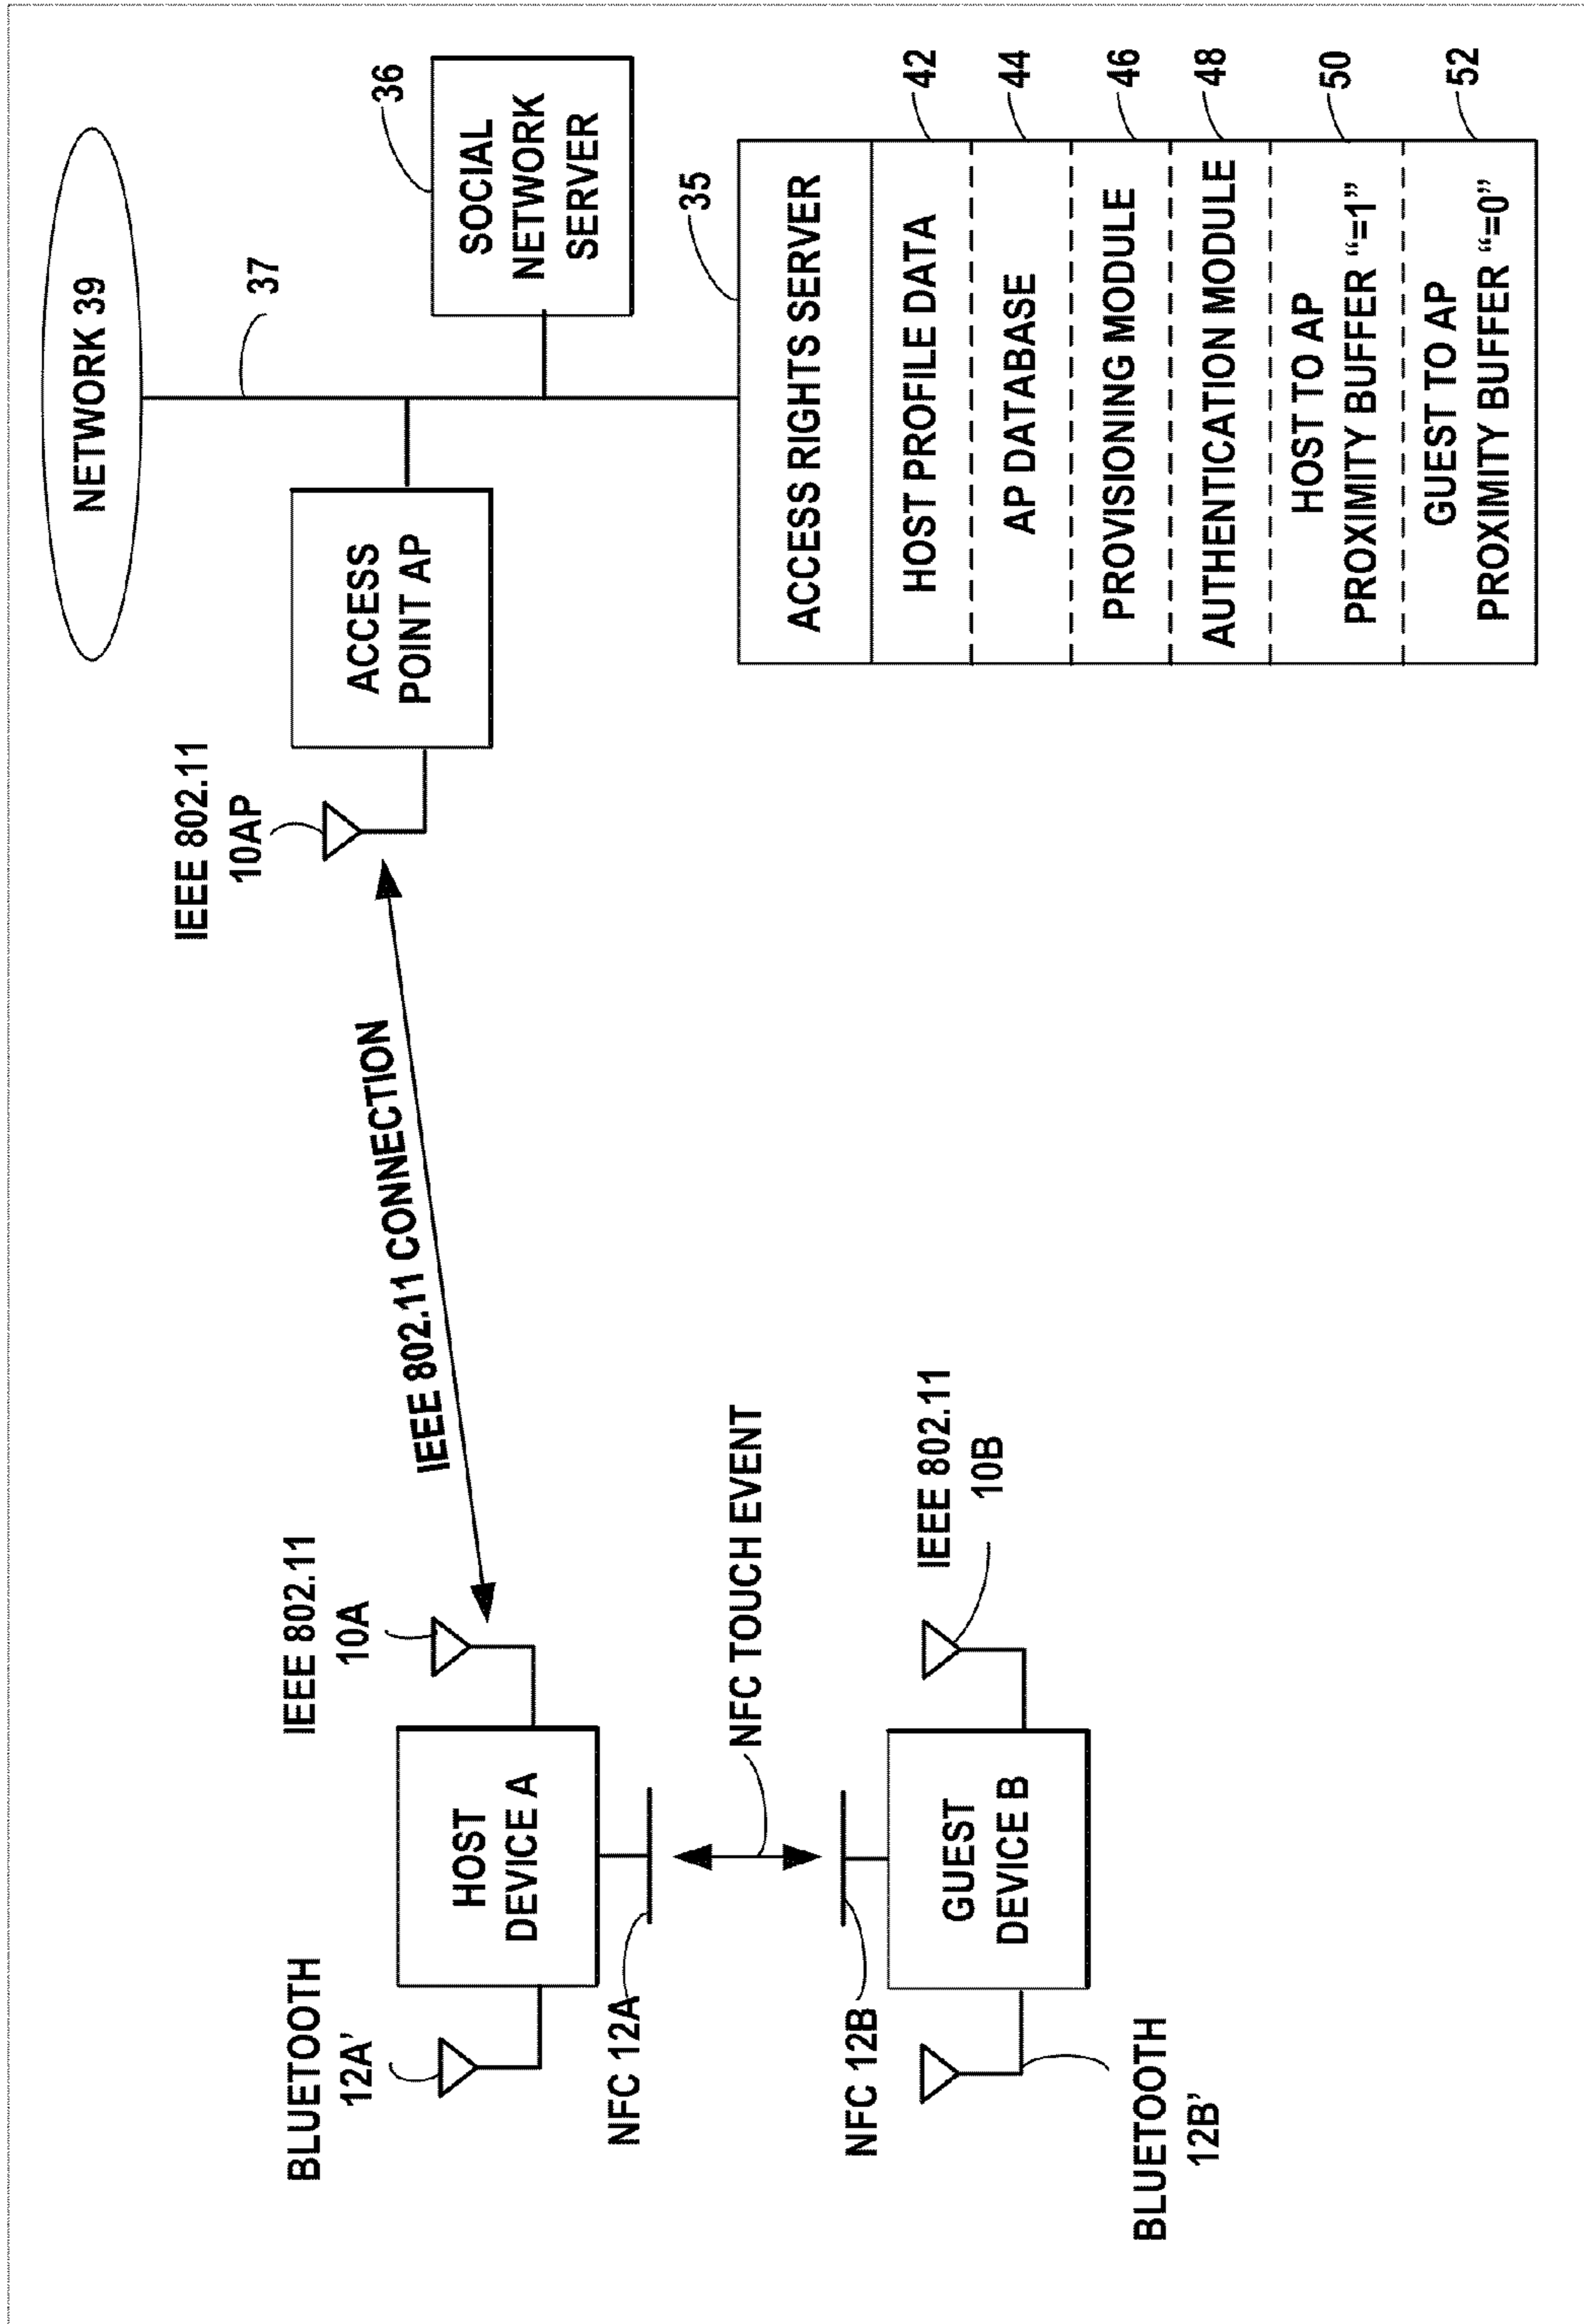 NETWORK 39
37
36
SOCIAL
NETWORK
SERVER
IEEE 802.11
10AP
ACCESS
POINT AP
35
ACCESS RIGHTS SERVER
HOST PROFILE DATA
42
AP DATABASE
44
PROVISIONING MODULE
46
AUTHENTICATION MODULE
48
HOST TO AP
PROXIMITY BUFFER “=1”
50
GUEST TO AP
PROXIMITY BUFFER “=0”
52
IEEE 802.11 CONNECTION
BLUETOOTH
12A’
IEEE 802.11
10A
HOST
DEVICE A
NFC 12A
NFC TOUCH EVENT
NFC 12B
GUEST
DEVICE B
IEEE 802.11
10B
BLUETOOTH
12B’